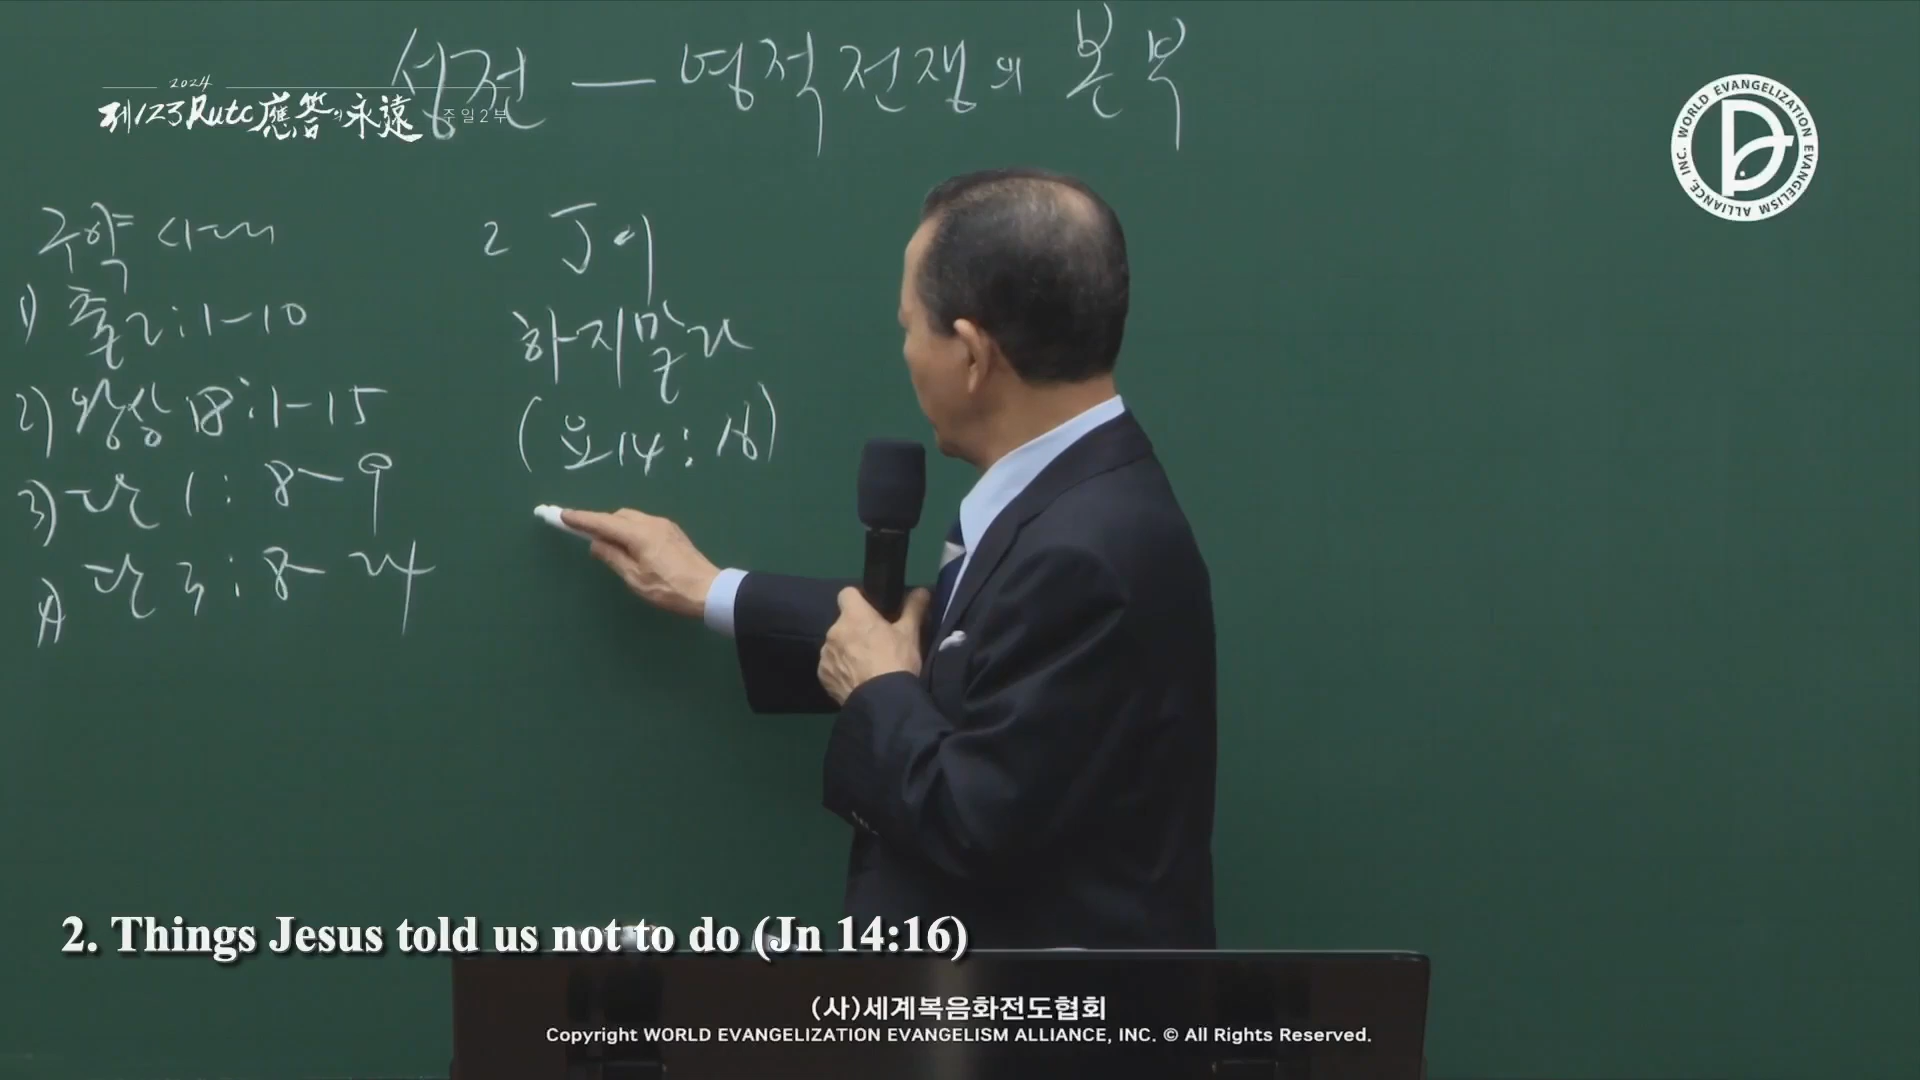 성전 — 영적전쟁의 본부
2024
제123 Rutc 應答의 永遠 주일2부
WORLD EVANGELIZATION EVANGELISM ALLIANCE, INC.
구약시대
1) 출2:1-10
2) 왕상18:1-15
3) 단1:8-9
4) 단3:8-24
2 J이
하지말라
(요14:16)
2. Things Jesus told us not to do (Jn 14:16)
(사)세계복음화전도협회
Copyright WORLD EVANGELIZATION EVANGELISM ALLIANCE, INC. © All Rights Reserved.